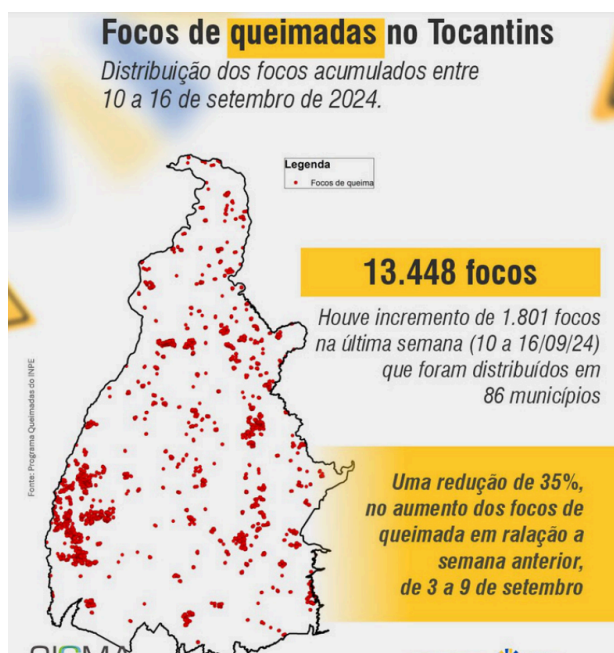 Focos de queimadas no Tocantins
Distribuição dos focos acumulados entre
10 a 16 de setembro de 2024.
Legenda
Focos de queima
13.448 focos
Houve incremento de 1.801 focos
na última semana (10 a 16/09/24)
que foram distribuídos em
86 municípios
Fonte: Programa Queimadas do INPE
Uma redução de 35%,
no aumento dos focos de
queimada em ralação a
semana anterior,
de 3 a 9 de setembro